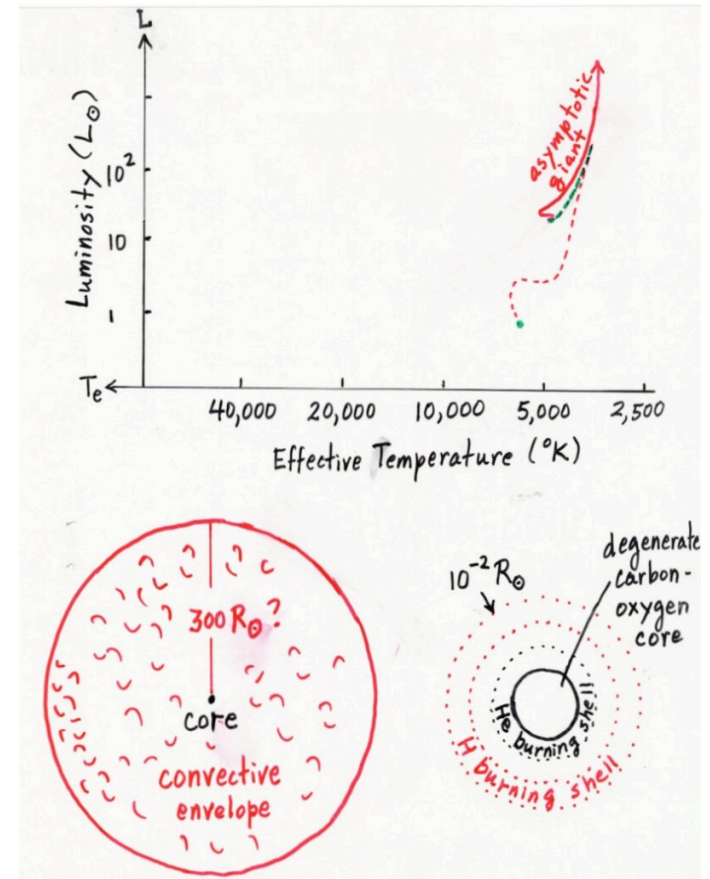 L
Luminosity (L☉)
10²
10
1
asymptotic
giant
Te
40,000 20,000 10,000 5,000 2,500
Effective Temperature (°K)
300 R☉?
core
convective
envelope
10⁻² R☉
degenerate
carbon-
oxygen
core
He burning shell
H burning shell